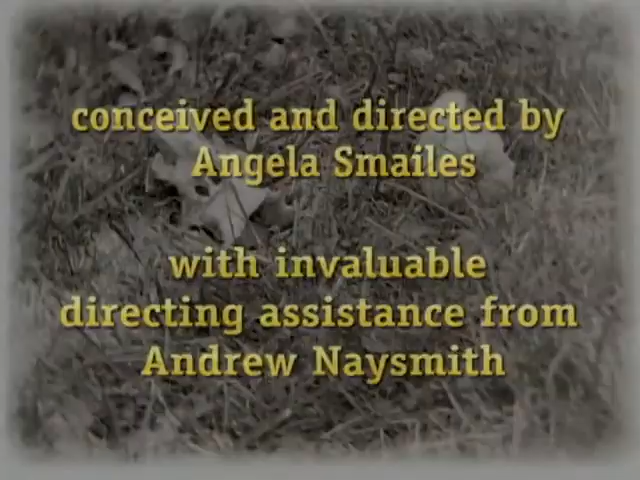 conceived and directed by
Angela Smailes
with invaluable
directing assistance from
Andrew Naysmith